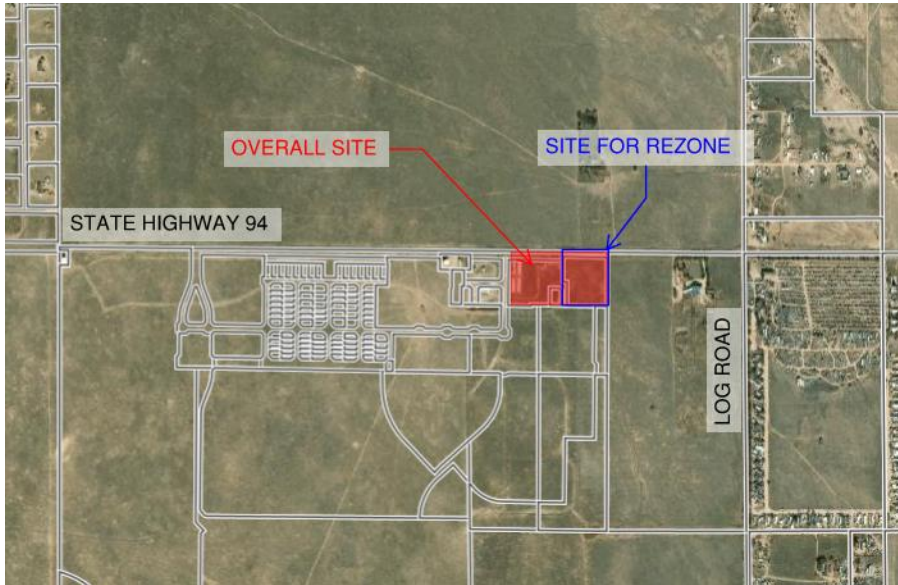 OVERALL SITE
SITE FOR REZONE
STATE HIGHWAY 94
LOG ROAD